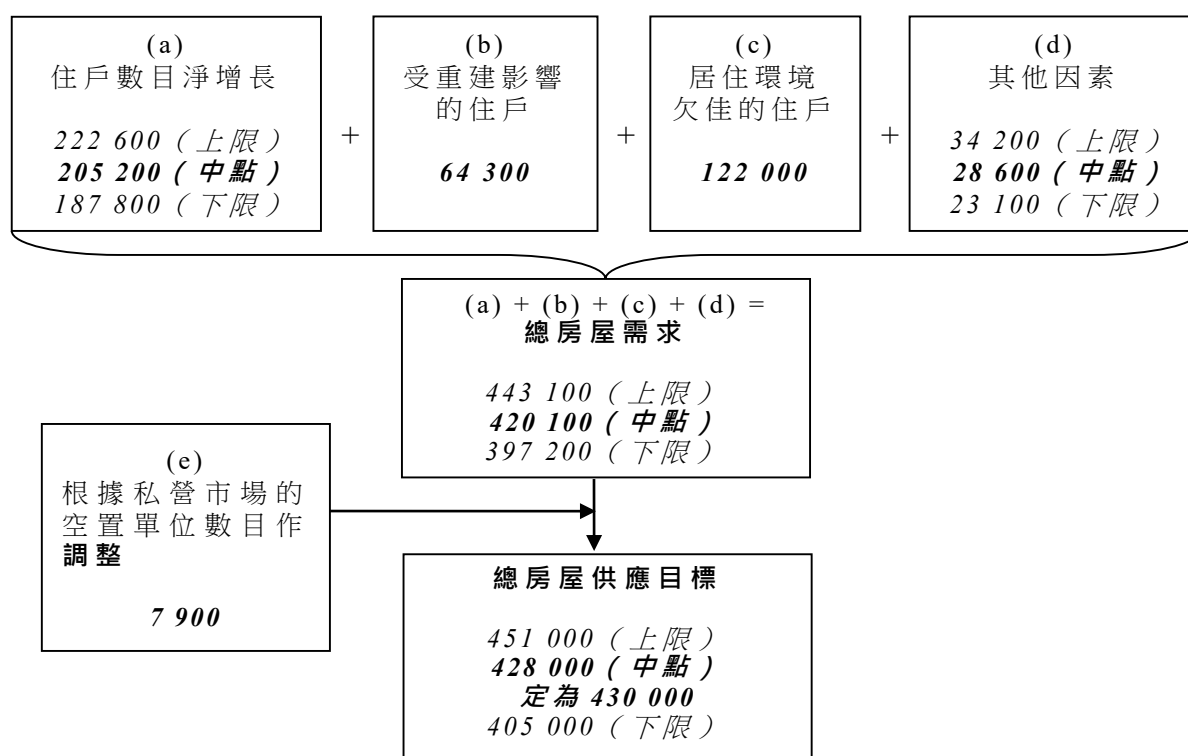 (a)
住戶數目淨增長
222 600（上限）
205 200（中點）
187 800（下限）
+
(b)
受重建影響
的住戶
64 300
+
(c)
居住環境
欠佳的住戶
122 000
+
(d)
其他因素
34 200（上限）
28 600（中點）
23 100（下限）
(a) + (b) + (c) + (d) =
總房屋需求
443 100（上限）
420 100（中點）
397 200（下限）
(e)
根據私營市場的
空置單位數目作
調整
7 900
總房屋供應目標
451 000（上限）
428 000（中點）
定為 430 000
405 000（下限）